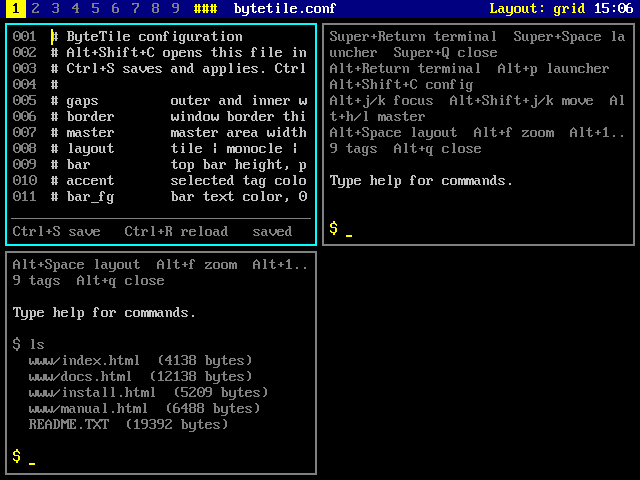 1 2 3 4 5 6 7 8 9 ### bytetile.conf Layout: grid 15:06
001 # ByteTile configuration
002 # Alt+Shift+C opens this file in
003 # Ctrl+S saves and applies. Ctrl
004 #
005 # gaps outer and inner w
006 # border window border thi
007 # master master area width
008 # layout tile | monocle |
009 # bar top bar height, p
010 # accent selected tag colo
011 # bar_fg bar text color, 0
Ctrl+S save Ctrl+R reload saved
Super+Return terminal Super+Space la
uncher Super+Q close
Alt+Return terminal Alt+p launcher
Alt+Shift+C config
Alt+j/k focus Alt+Shift+j/k move Al
t+h/l master
Alt+Space layout Alt+f zoom Alt+1..
9 tags Alt+q close
Type help for commands.
$ _
Alt+Space layout Alt+f zoom Alt+1..
9 tags Alt+q close
Type help for commands.
$ ls
www/index.html (4138 bytes)
www/docs.html (12138 bytes)
www/install.html (5209 bytes)
www/manual.html (6488 bytes)
README.TXT (19392 bytes)
$ _